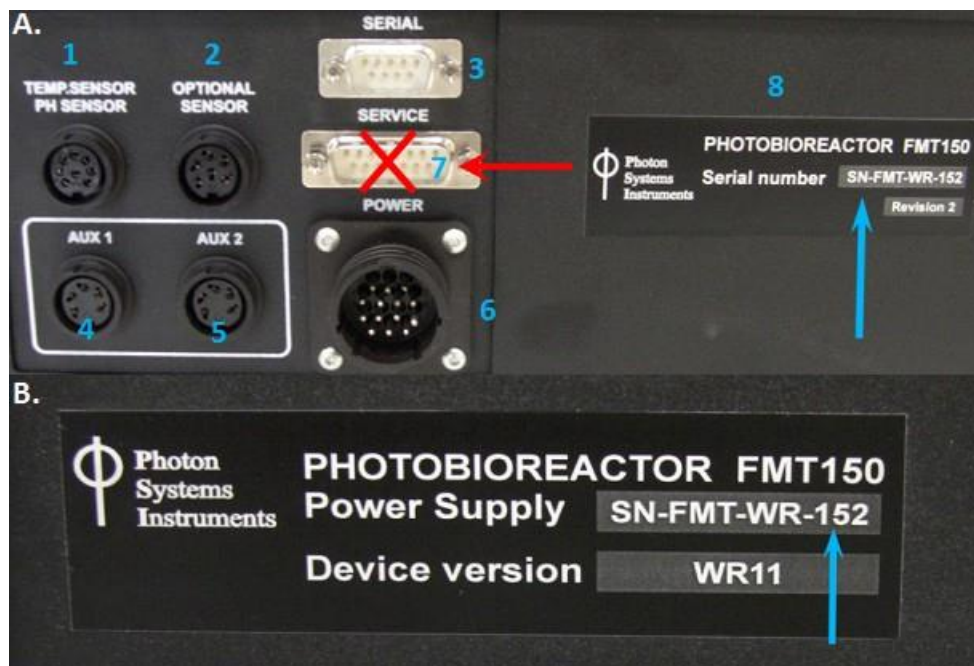 A.
1
2
SERIAL
3
TEMP.SENSOR
PH SENSOR
OPTIONAL
SENSOR
SERVICE
7
POWER
AUX 1
AUX 2
4
5
6
8
PHOTOBIOREACTOR FMT150
Photon
Systems
Instruments
Serial number SN-FMT-WR-152
Revision 2
B.
Photon
Systems
Instruments
PHOTOBIOREACTOR FMT150
Power Supply SN-FMT-WR-152
Device version WR11